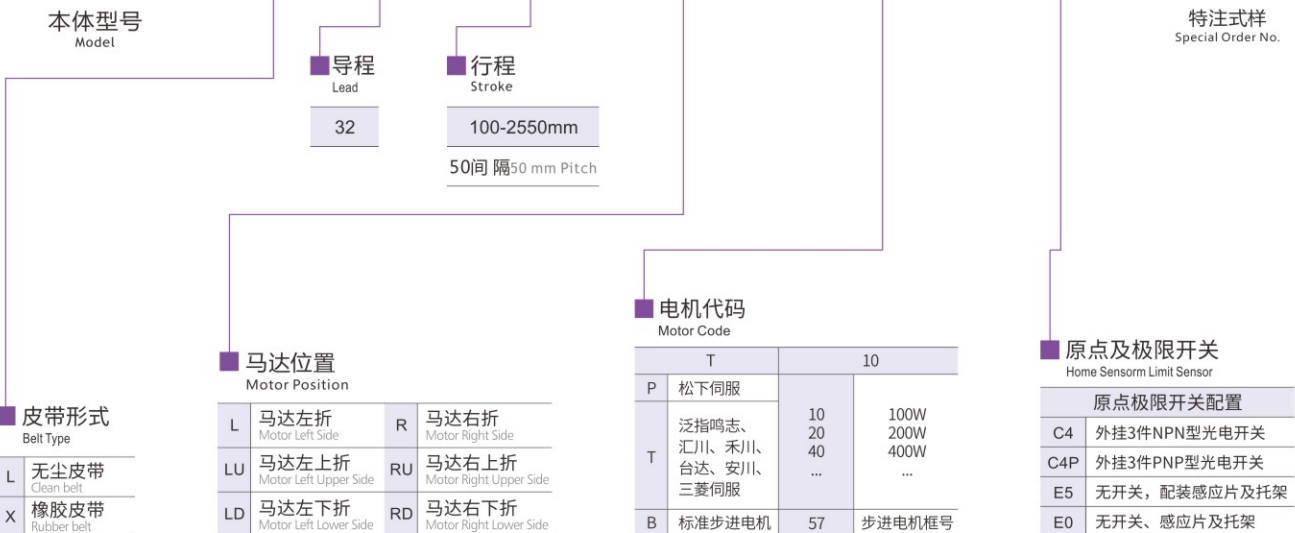 本体型号
Model
特注式样
Special Order No.
导程
Lead
32
行程
Stroke
100-2550mm
50间 隔50 mm Pitch
电机代码
Motor Code
T 10
P 松下伺服
T
泛指鸣志、
汇川、禾川、
台达、安川、
三菱伺服
10 100W
20 200W
40 400W
... ...
B 标准步进电机 57 步进电机框号
马达位置
Motor Position
L 马达左折 R 马达右折
Motor Left Side Motor Right Side
LU 马达左上折 RU 马达右上折
Motor Left Upper Side Motor Right Upper Side
LD 马达左下折 RD 马达右下折
Motor Left Lower Side Motor Right Lower Side
原点及极限开关
Home Sensorm Limit Sensor
原点极限开关配置
C4 外挂3件NPN型光电开关
C4P 外挂3件PNP型光电开关
E5 无开关，配装感应片及托架
E0 无开关、感应片及托架
皮带形式
Belt Type
L 无尘皮带
Clean belt
X 橡胶皮带
Rubber belt